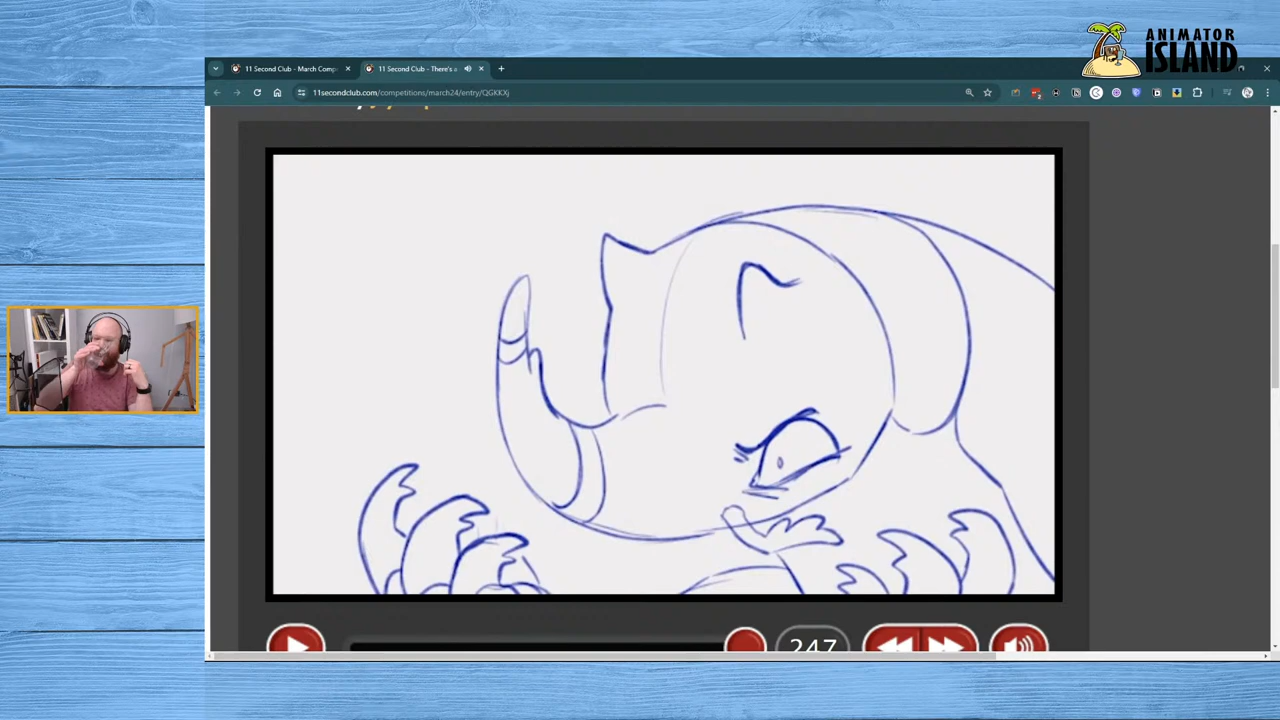 ANIMATOR
ISLAND
11 Second Club - March Comp
11 Second Club - There's a
11secondclub.com/competitions/march24/entry/QGKKXj
247